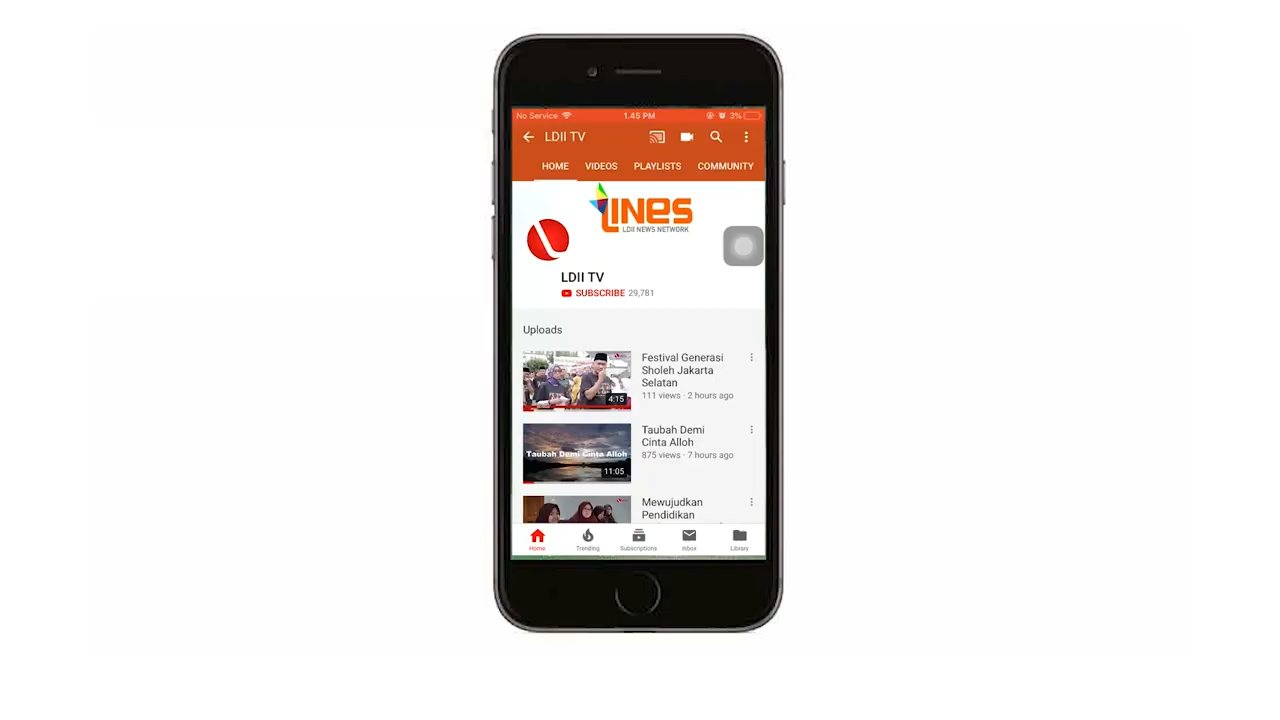 No Service 1.45 PM 3%
LDII TV
HOME VIDEOS PLAYLISTS COMMUNITY
LINES
LDII NEWS NETWORK
LDII TV
SUBSCRIBE 29,781
Uploads
Festival Generasi
Sholeh Jakarta
Selatan
111 views · 2 hours ago
4:15
Taubah Demi
Cinta Alloh
875 views · 7 hours ago
Taubah Demi Cinta Alloh
11:05
Mewujudkan
Pendidikan
Home Trending Subscriptions Inbox Library